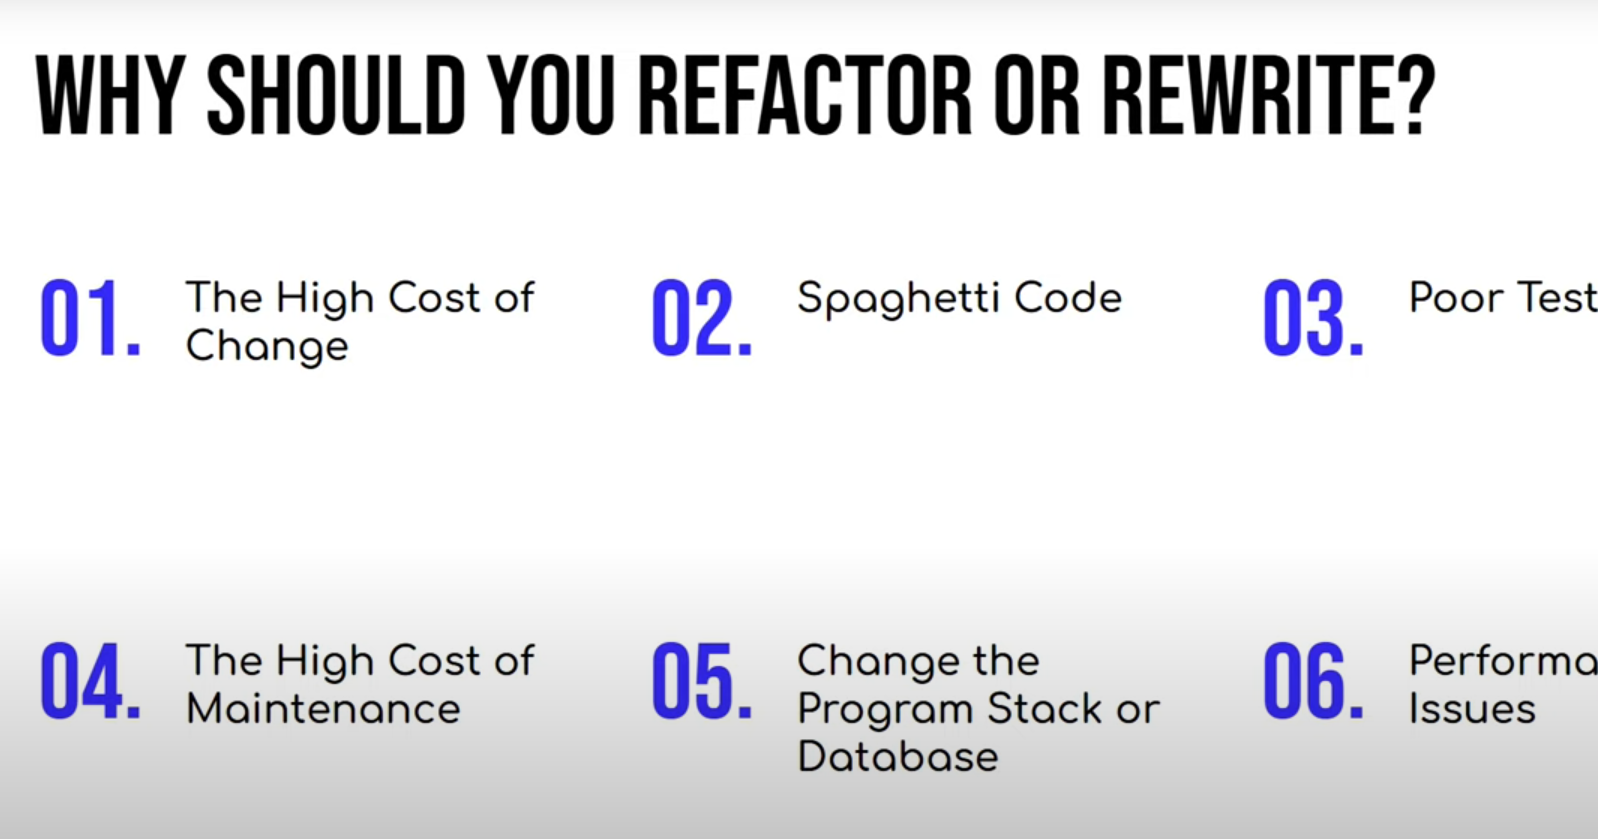 WHY SHOULD YOU REFACTOR OR REWRITE?
01. The High Cost of
Change
02. Spaghetti Code
03. Poor Test
04. The High Cost of
Maintenance
05. Change the
Program Stack or
Database
06. Performa
Issues